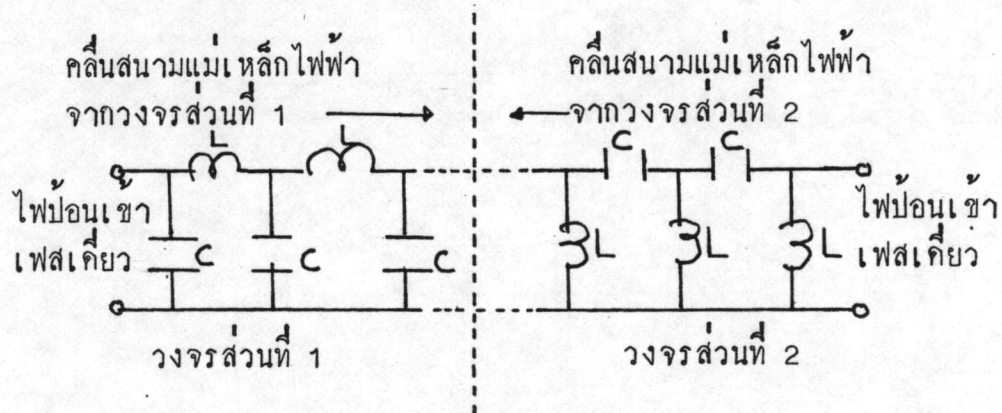 คลื่นสนามแม่เหล็กไฟฟ้า
จากวงจรส่วนที่ 1
L
L
ไฟป้อนเข้า
เฟสเดียว
C
C
C
วงจรส่วนที่ 1
คลื่นสนามแม่เหล็กไฟฟ้า
จากวงจรส่วนที่ 2
C
C
L
L
L
ไฟป้อนเข้า
เฟสเดียว
วงจรส่วนที่ 2